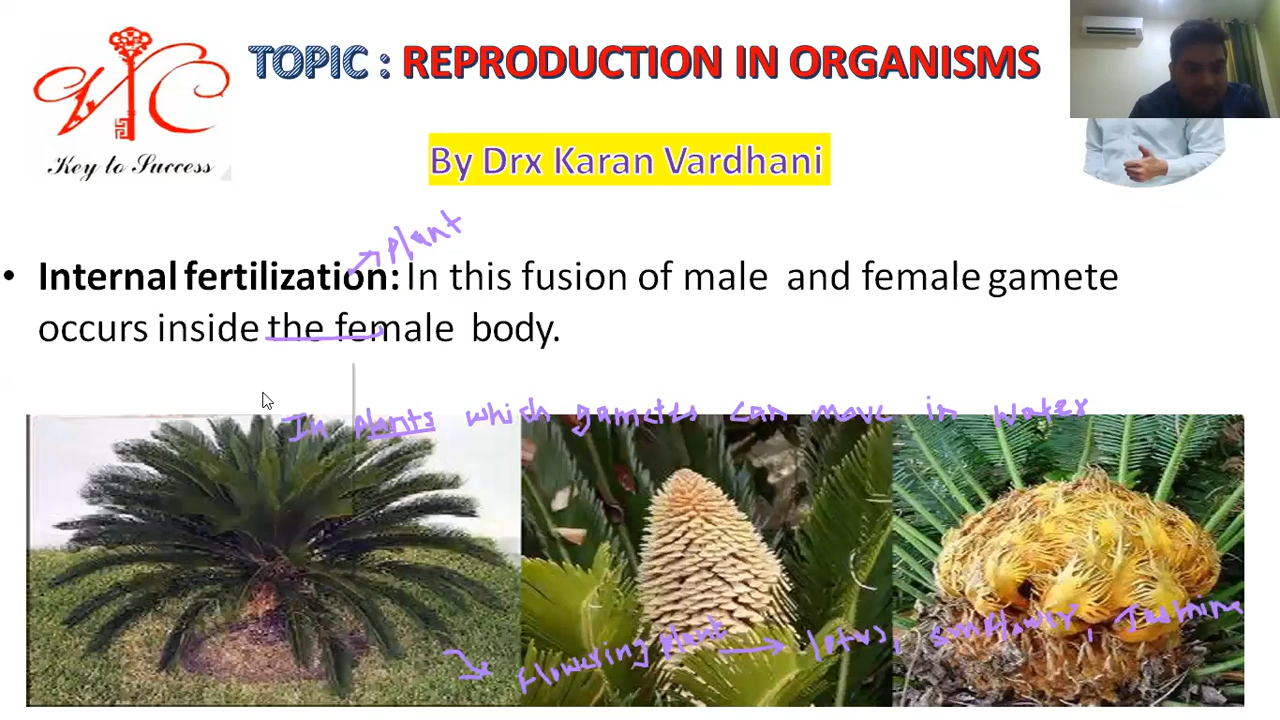 VC
Key to Success
TOPIC : REPRODUCTION IN ORGANISMS
By Drx Karan Vardhani
→ plant
• Internal fertilization: In this fusion of male and female gamete
occurs inside the female body.
In plants which gametes can move in water
flowering plant → lotus, sunflower, Jasmine